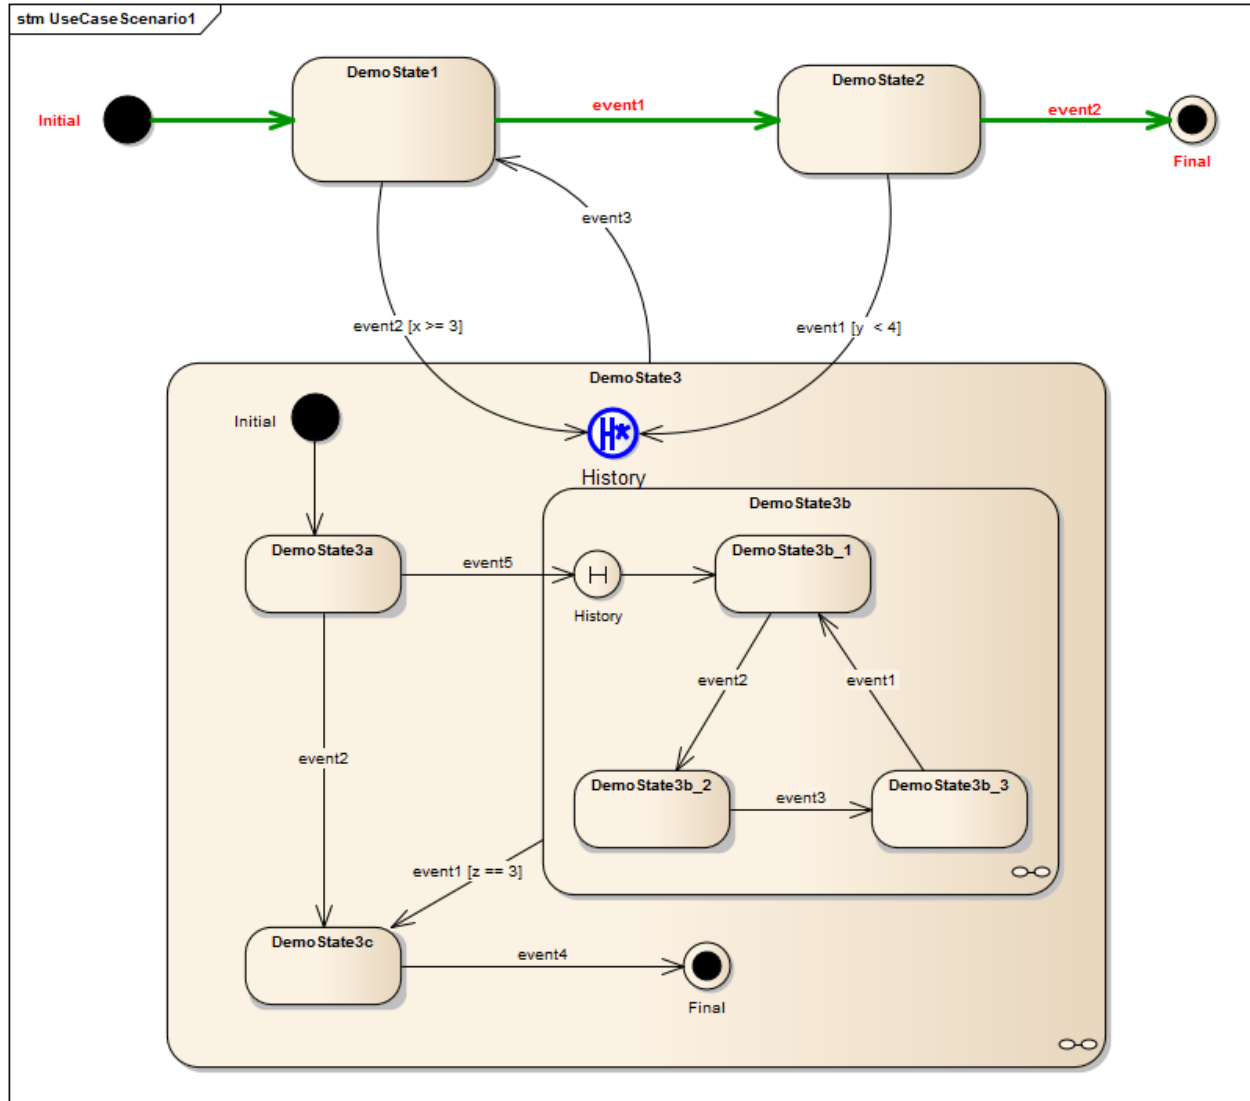 stm UseCaseScenario1
DemoState1
DemoState2
Initial
event1
event2
Final
event3
event2 [x >= 3]
event1 [y < 4]
DemoState3
Initial
H*
History
DemoState3b
DemoState3a
event5
H
History
DemoState3b_1
event2
event1
event2
DemoState3b_2
event3
DemoState3b_3
event1 [z == 3]
DemoState3c
event4
Final